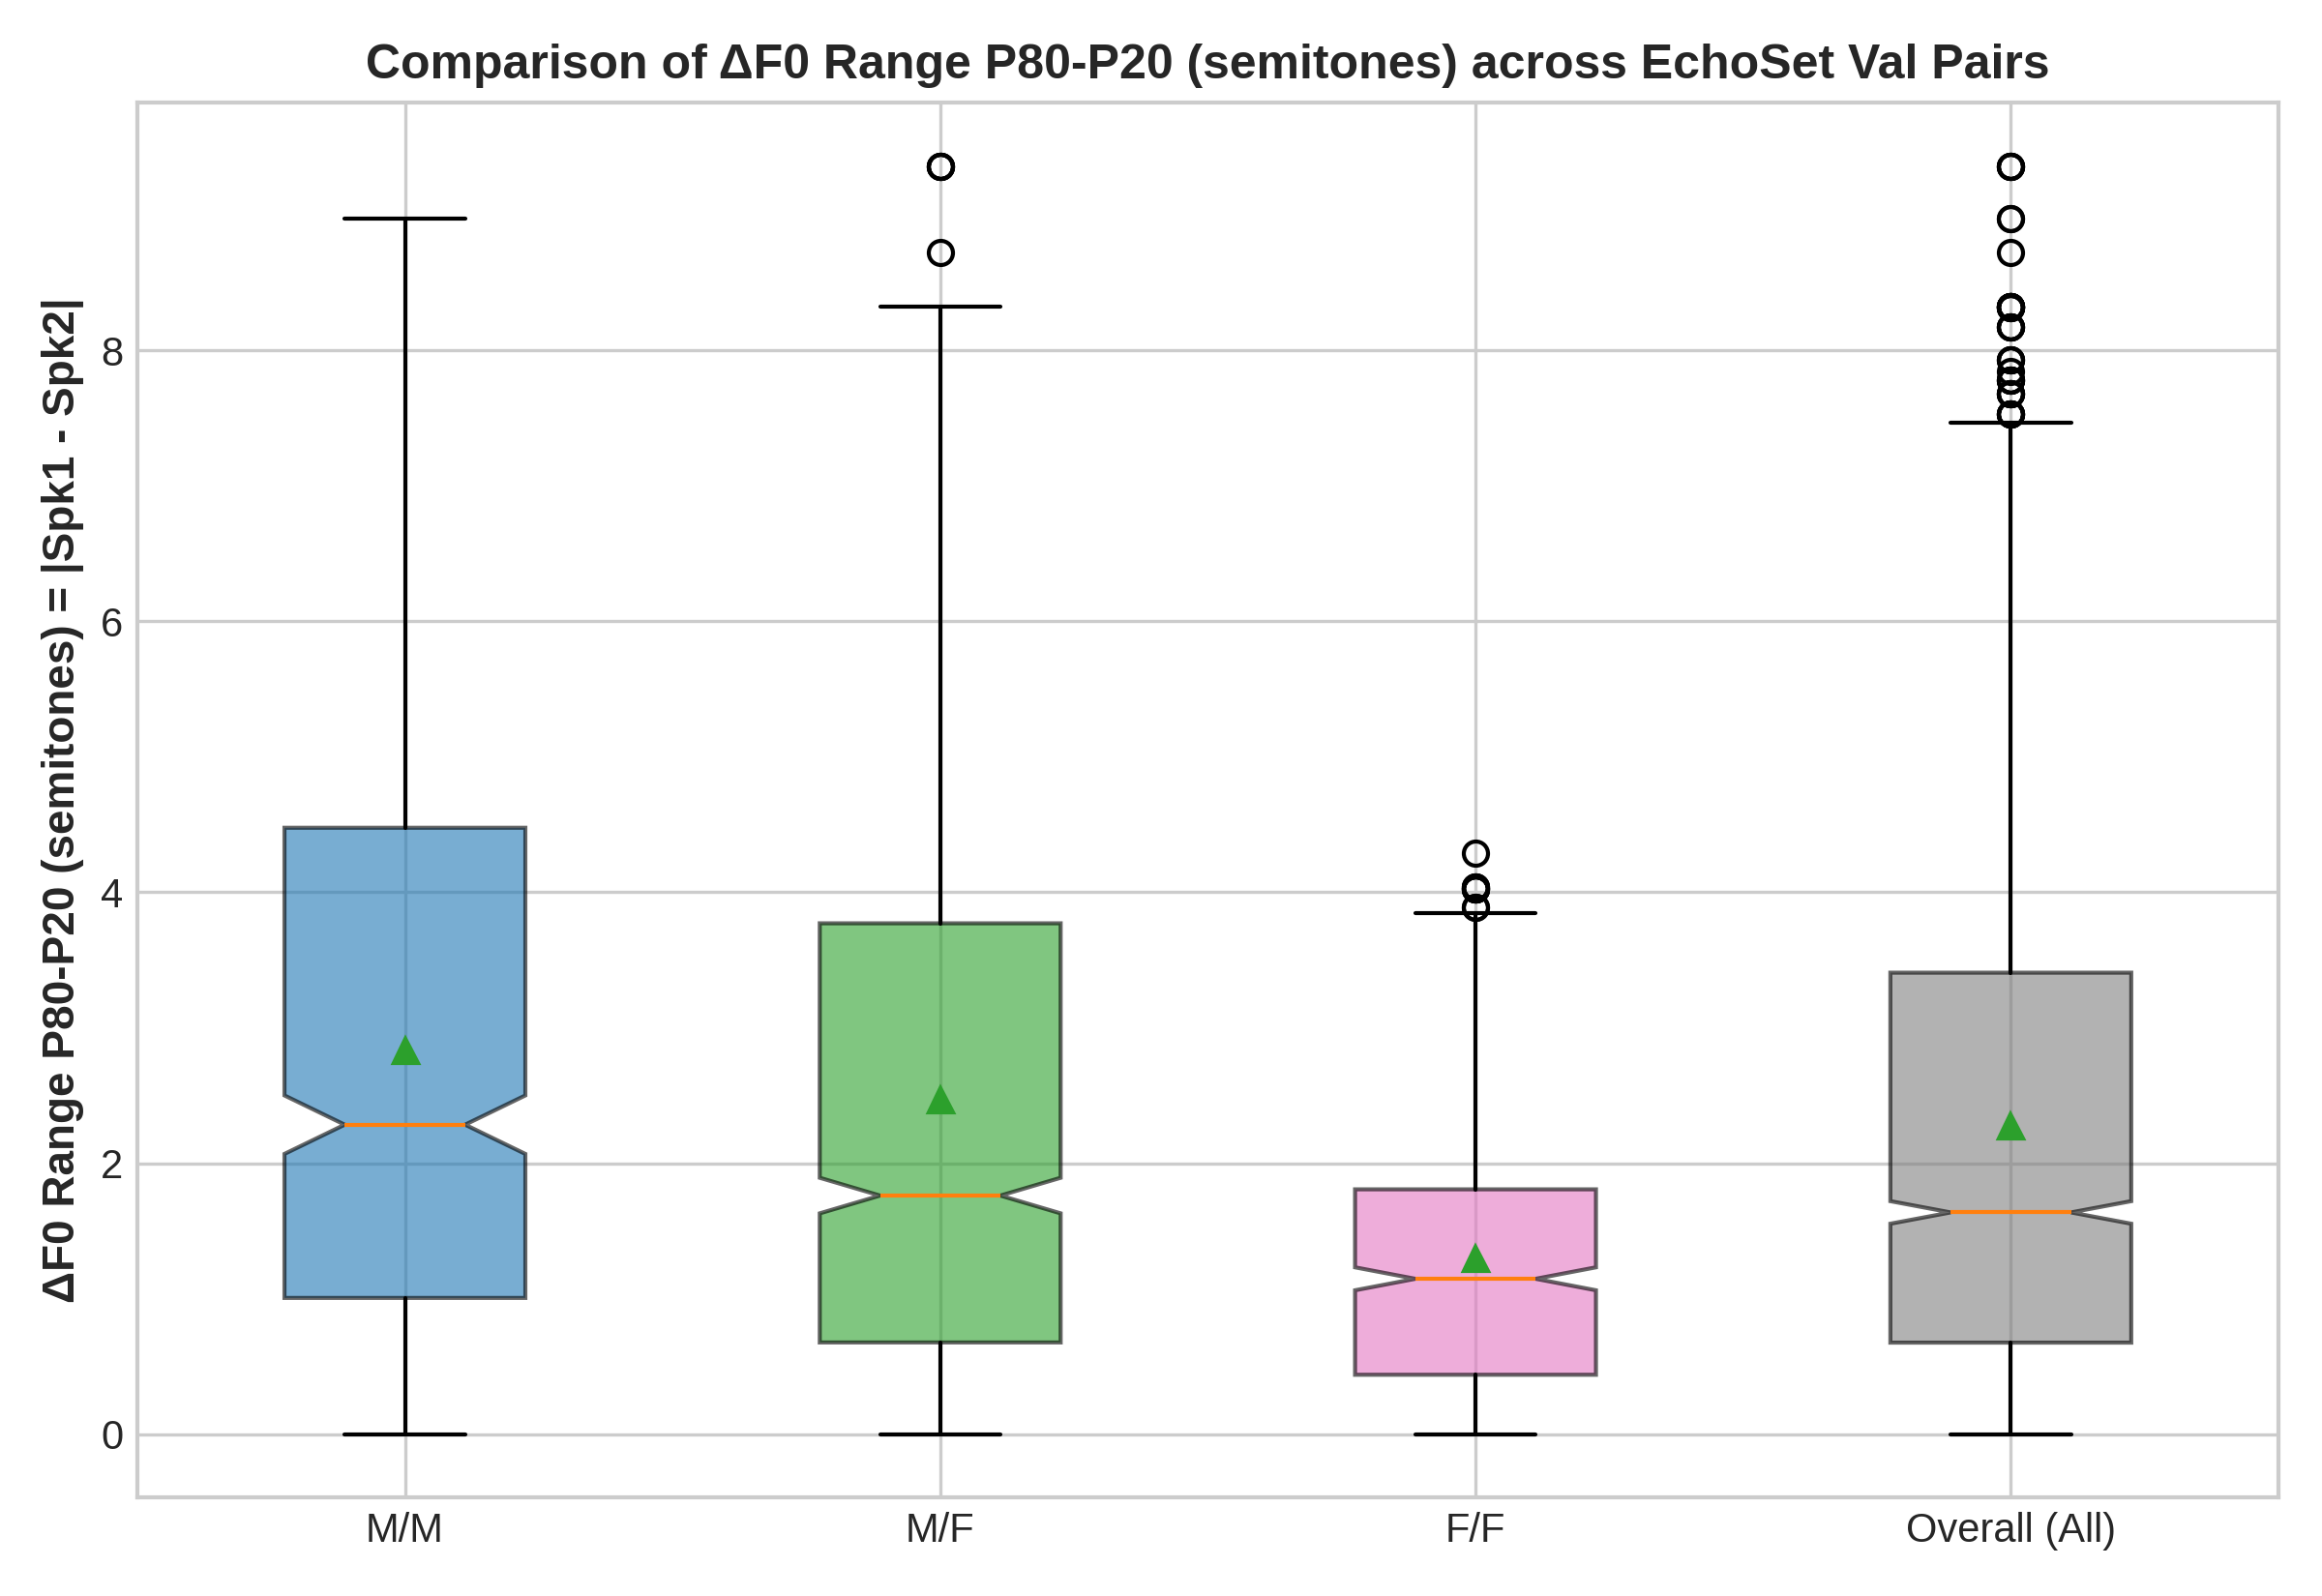 Comparison of ΔF0 Range P80-P20 (semitones) across EchoSet Val Pairs
ΔF0 Range P80-P20 (semitones) = |Spk1 - Spk2|
8
6
4
2
0
M/M
M/F
F/F
Overall (All)